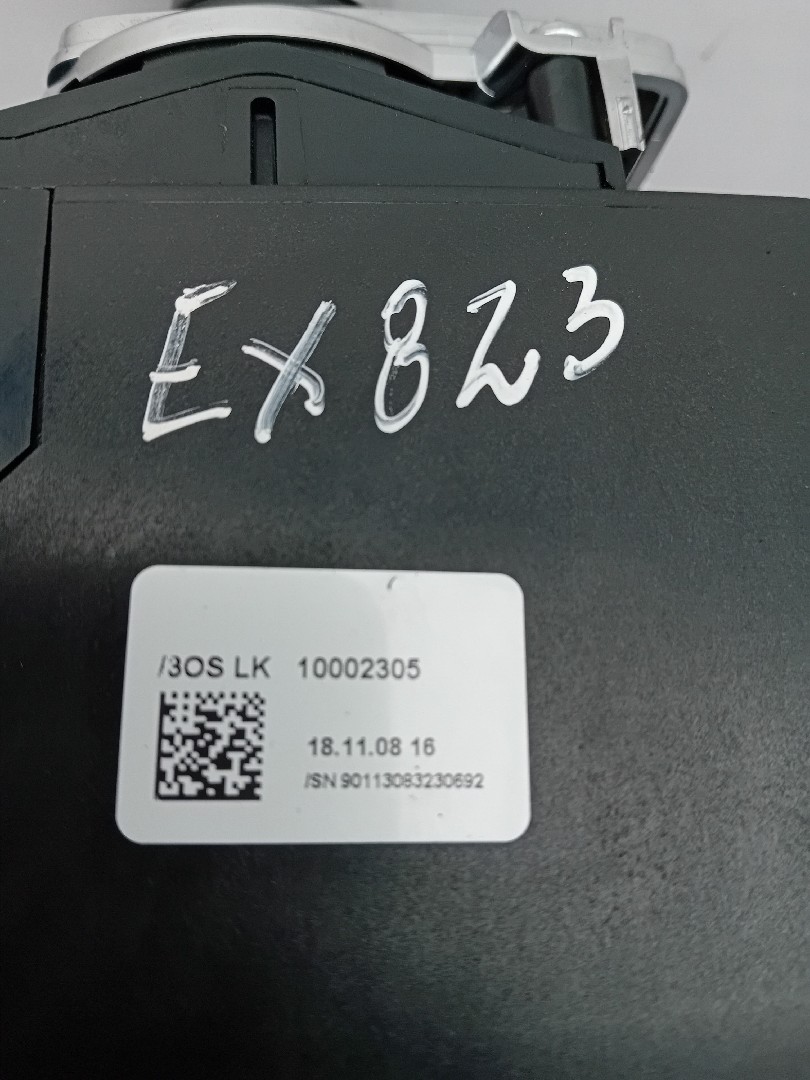 EX823
/3OS LK 10002305
18.11.08 16
/SN 90113083230692